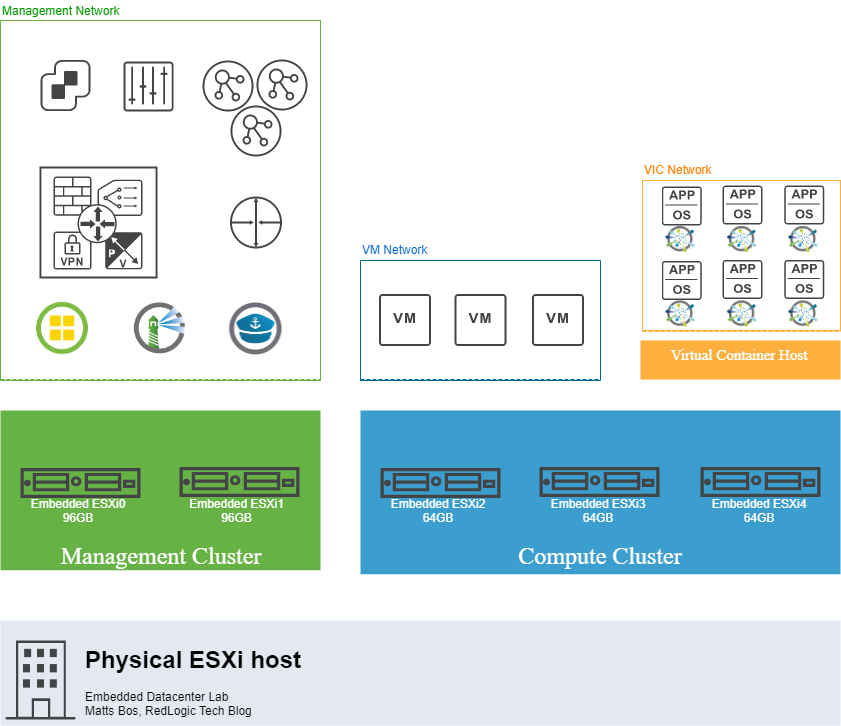 Management Network
VPN
P
V
VM Network
VM
VM
VM
VIC Network
APP
OS
APP
OS
APP
OS
APP
OS
APP
OS
APP
OS
Virtual Container Host
Embedded ESXi0
96GB
Embedded ESXi1
96GB
Management Cluster
Embedded ESXi2
64GB
Embedded ESXi3
64GB
Embedded ESXi4
64GB
Compute Cluster
Physical ESXi host
Embedded Datacenter Lab
Matts Bos, RedLogic Tech Blog